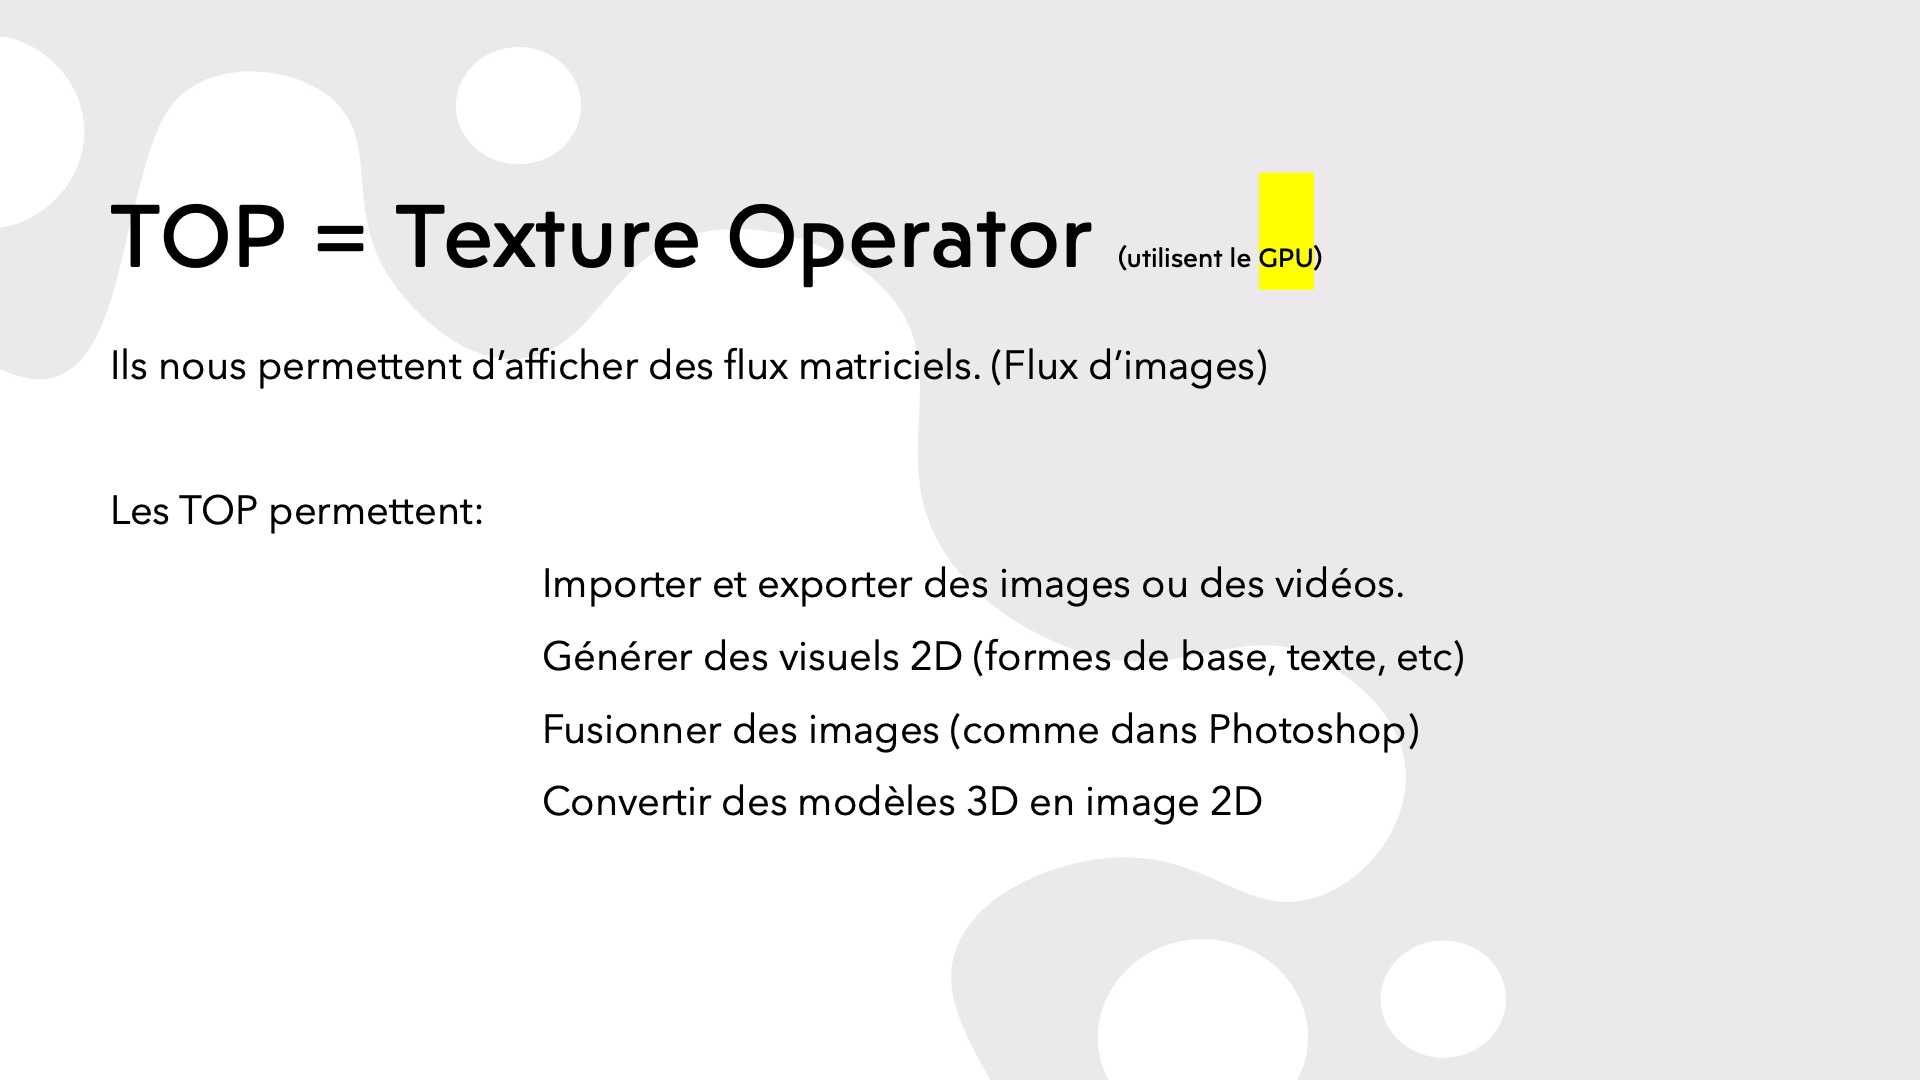 TOP = Texture Operator (utilisent le GPU)
Ils nous permettent d’afficher des flux matriciels. (Flux d’images)
Les TOP permettent:
Importer et exporter des images ou des vidéos.
Générer des visuels 2D (formes de base, texte, etc)
Fusionner des images (comme dans Photoshop)
Convertir des modèles 3D en image 2D